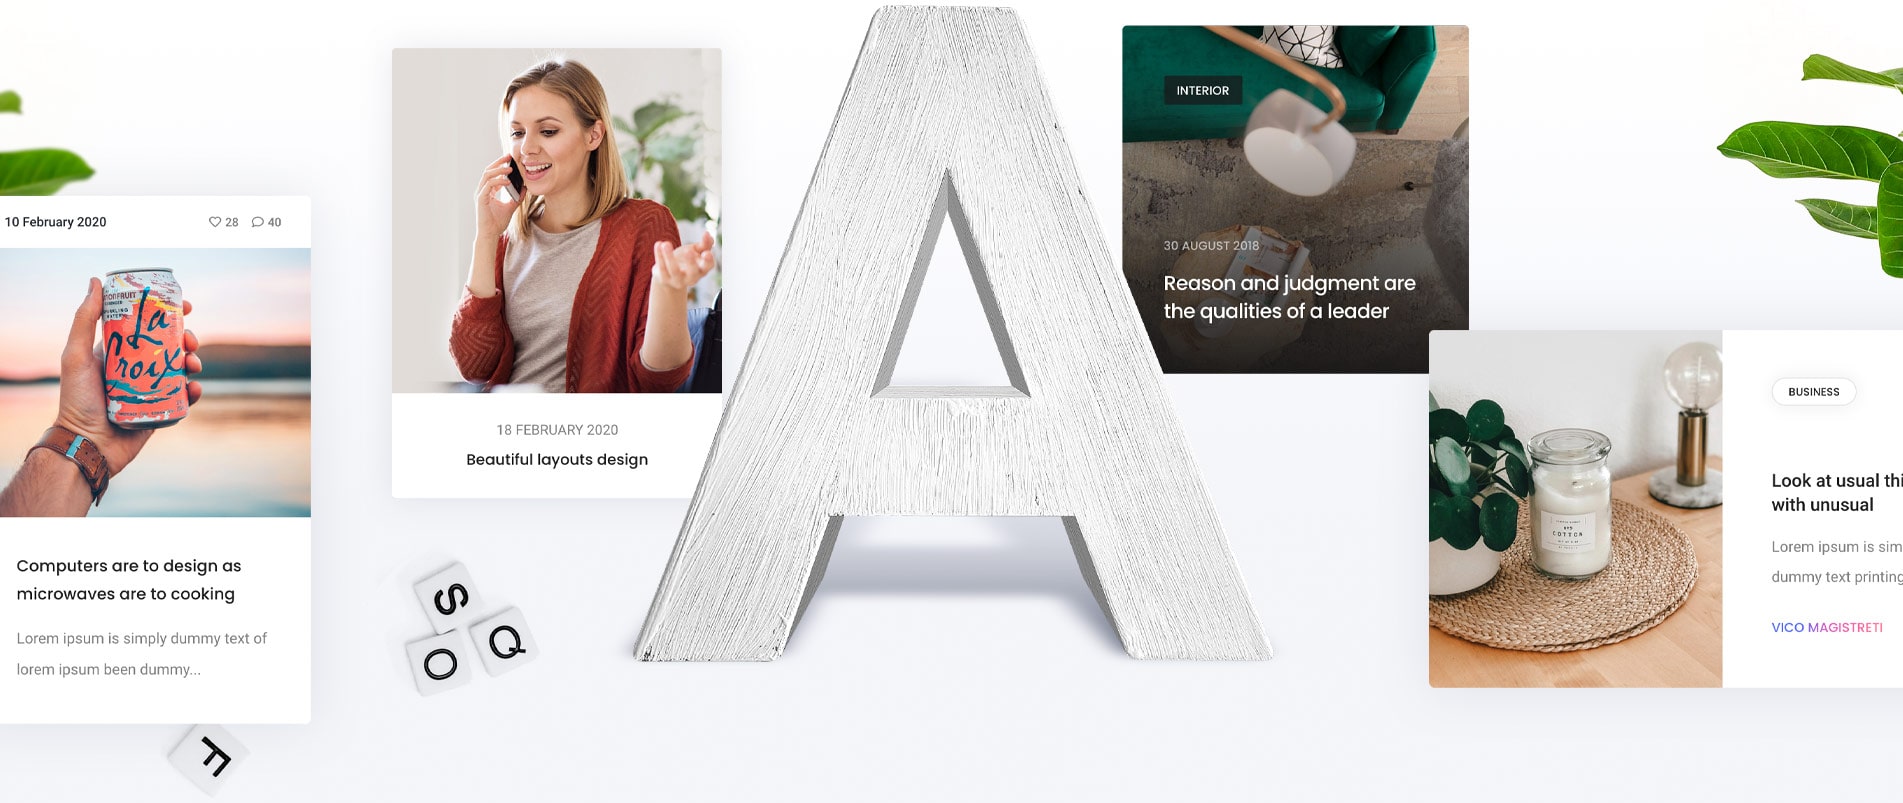 10 February 2020
28
40
La
Croix
Computers are to design as
microwaves are to cooking
Lorem ipsum is simply dummy text of
lorem ipsum been dummy...
F
18 FEBRUARY 2020
Beautiful layouts design
S
O
Q
A
INTERIOR
30 AUGUST 2018
Reason and judgment are
the qualities of a leader
COTTON
BUSINESS
Look at usual thi
with unusual
Lorem ipsum is sim
dummy text printing
VICO MAGISTRETI